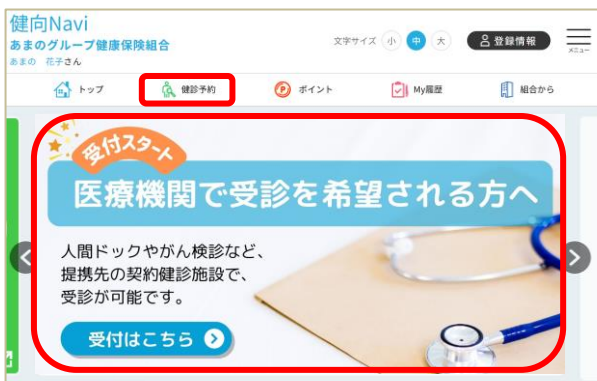 健向Navi
あまのグループ健康保険組合
あまの 花子さん
文字サイズ 小 中 大
登録情報
メニュー
トップ
健診予約
ポイント
My履歴
組合から
受付スタート
医療機関で受診を希望される方へ
人間ドックやがん検診など、
提携先の契約健診施設で、
受診が可能です。
受付はこちら